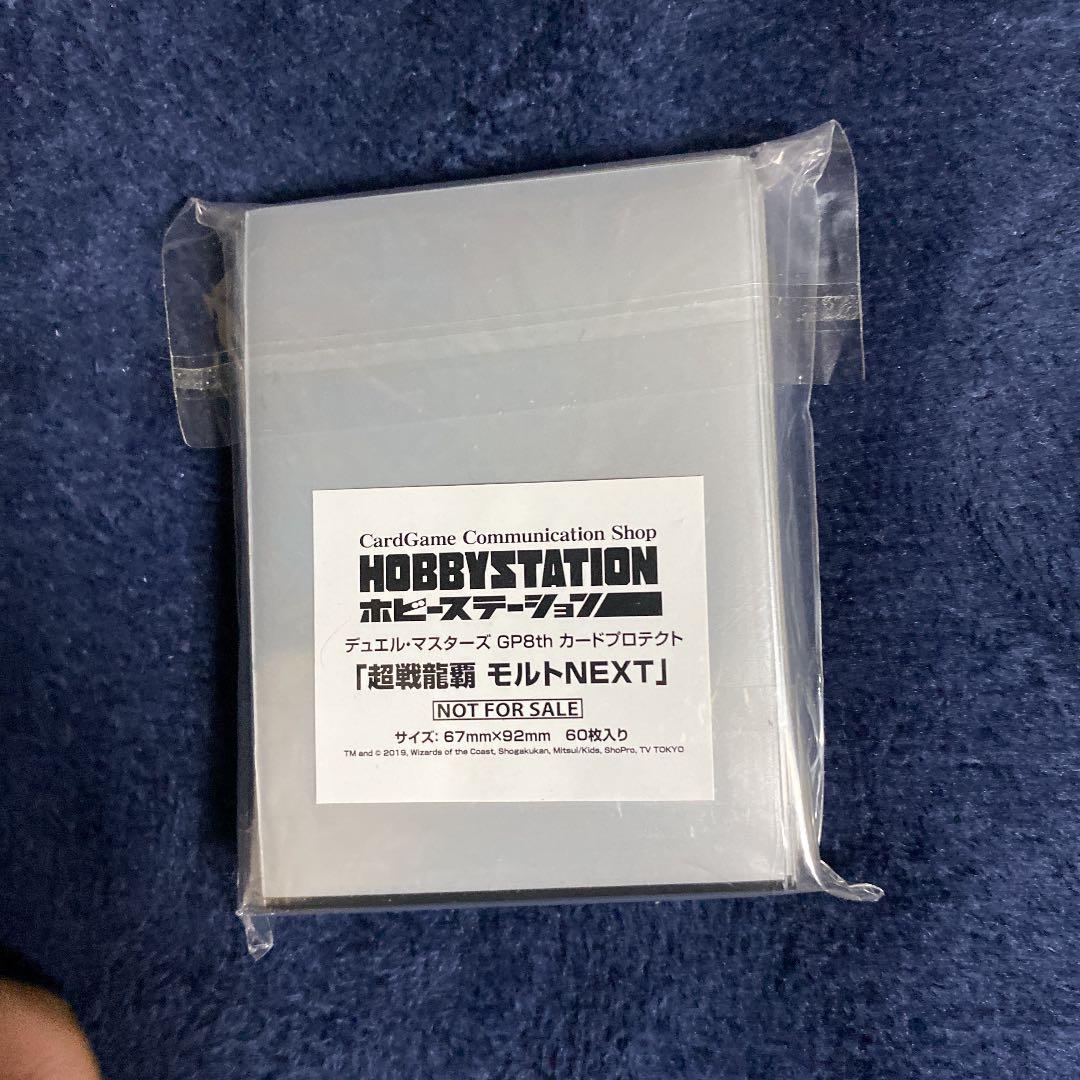 CardGame Communication Shop
HOBBYSTATION
ホビーステーション
デュエル・マスターズ GP8th カードプロテクト
「超戦龍覇 モルトNEXT」
NOT FOR SALE
サイズ: 67mm×92mm 60枚入り
TM and © 2019, Wizards of the Coast, Shogakukan, Mitsui/Kids, ShoPro, TV TOKYO